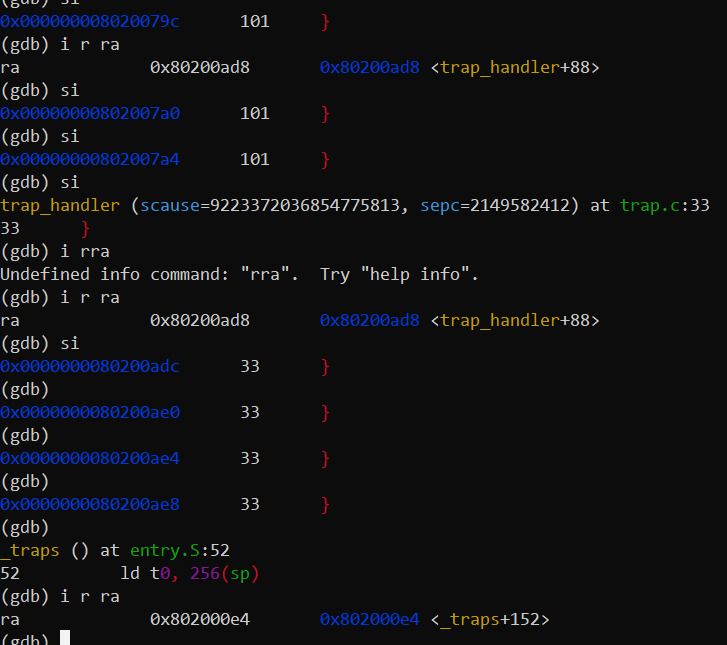 (gdb) si
0x000000008020079c 101 }
(gdb) i r ra
ra 0x80200ad8 0x80200ad8 <trap_handler+88>
(gdb) si
0x00000000802007a0 101 }
(gdb) si
0x00000000802007a4 101 }
(gdb) si
trap_handler (scause=9223372036854775813, sepc=2149582412) at trap.c:33
33 }
(gdb) i rra
Undefined info command: "rra". Try "help info".
(gdb) i r ra
ra 0x80200ad8 0x80200ad8 <trap_handler+88>
(gdb) si
0x0000000080200adc 33 }
(gdb)
0x0000000080200ae0 33 }
(gdb)
0x0000000080200ae4 33 }
(gdb)
0x0000000080200ae8 33 }
(gdb)
_traps () at entry.S:52
52 ld t0, 256(sp)
(gdb) i r ra
ra 0x802000e4 0x802000e4 <_traps+152>
(gdb)